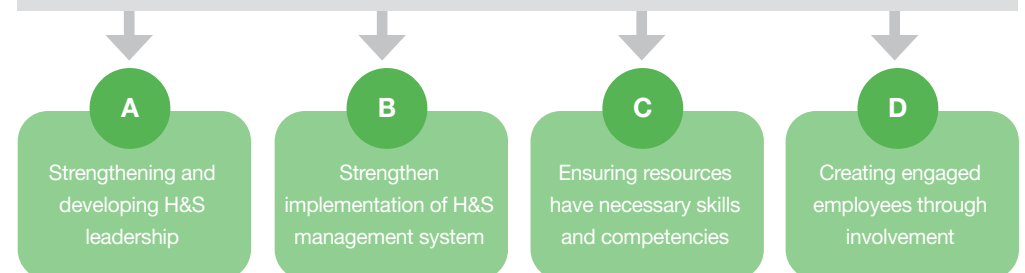 A
Strengthening and
developing H&S
leadership
B
Strengthen
implementation of H&S
management system
C
Ensuring resources
have necessary skills
and competencies
D
Creating engaged
employees through
involvement